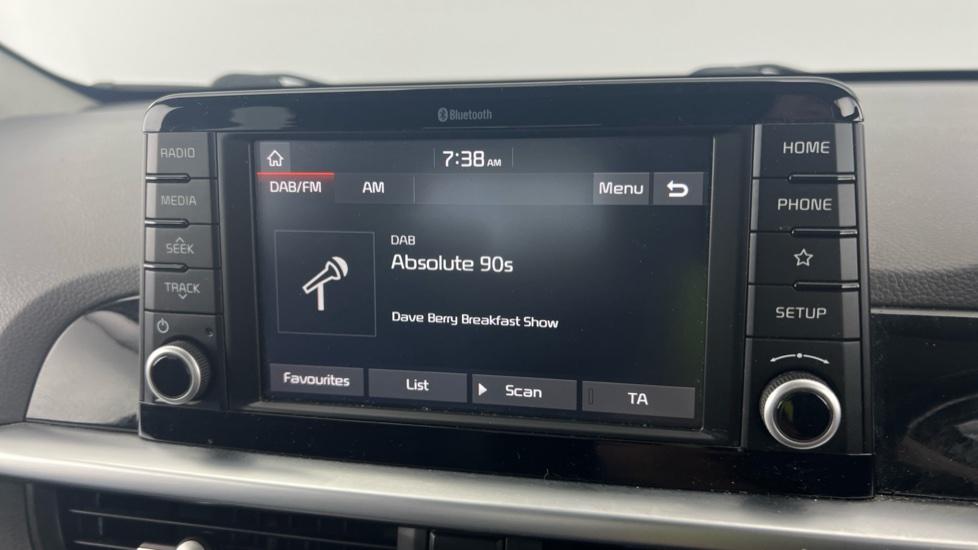 Bluetooth
7:38 AM
DAB/FM AM Menu
DAB
Absolute 90s
Dave Berry Breakfast Show
Favourites List Scan TA
RADIO
MEDIA
SEEK
TRACK
HOME
PHONE
SETUP